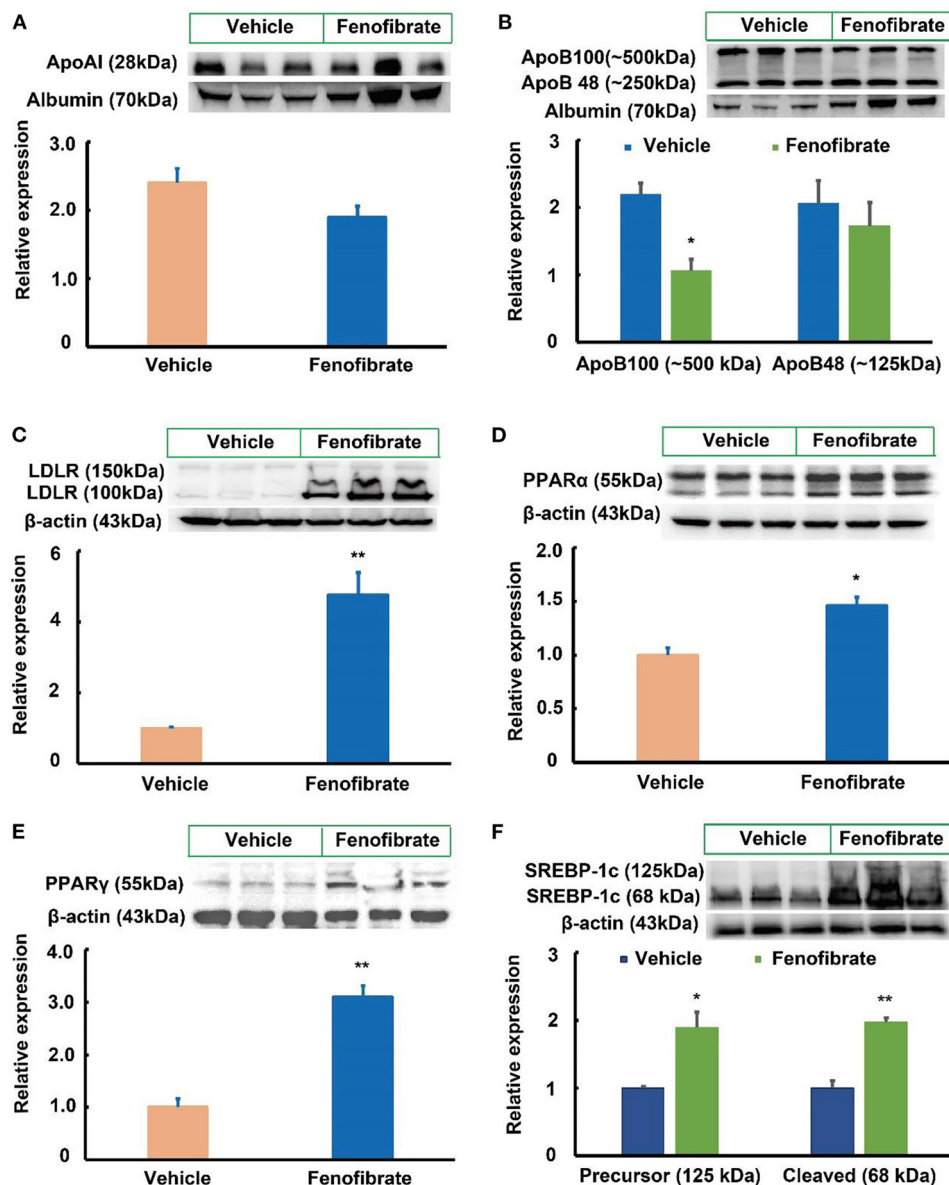 A
Vehicle Fenofibrate
ApoAI (28kDa)
Albumin (70kDa)
Relative expression
3.0
2.0
1.0
0
Vehicle Fenofibrate
B
Vehicle Fenofibrate
ApoB100(~500kDa)
ApoB 48 (~250kDa)
Albumin (70kDa)
Relative expression
3
2
1
0
Vehicle Fenofibrate
*
ApoB100 (~500 kDa) ApoB48 (~125kDa)
C
Vehicle Fenofibrate
LDLR (150kDa)
LDLR (100kDa)
β-actin (43kDa)
Relative expression
6
4
2
0
**
Vehicle Fenofibrate
D
Vehicle Fenofibrate
PPARα (55kDa)
β-actin (43kDa)
Relative expression
2.0
1.5
1.0
0.5
0
*
Vehicle Fenofibrate
E
Vehicle Fenofibrate
PPARγ (55kDa)
β-actin (43kDa)
Relative expression
4.0
3.0
2.0
1.0
0
**
Vehicle Fenofibrate
F
Vehicle Fenofibrate
SREBP-1c (125kDa)
SREBP-1c (68 kDa)
β-actin (43kDa)
Relative expression
3
2
1
0
Vehicle Fenofibrate
*
**
Precursor (125 kDa) Cleaved (68 kDa)